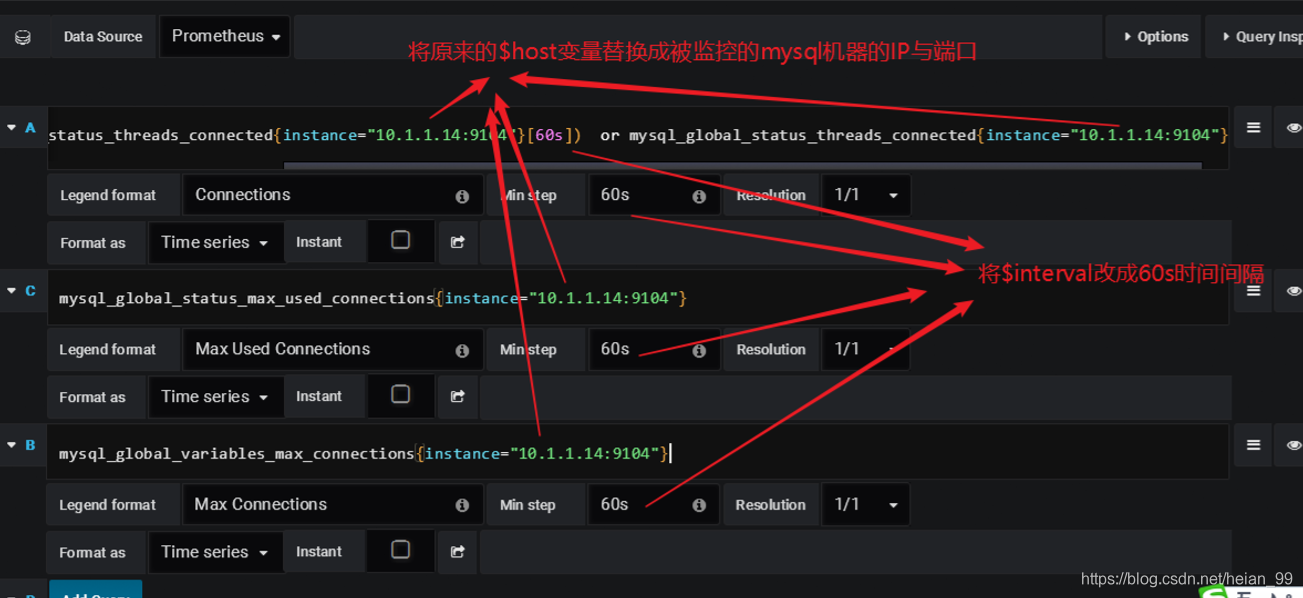 Data Source Prometheus Options Query Insp
将原来的$host变量替换成被监控的mysql机器的IP与端口
A status_threads_connected{instance="10.1.1.14:9104"}[60s]) or mysql_global_status_threads_connected{instance="10.1.1.14:9104"}
Legend format Connections Min step 60s Resolution 1/1
Format as Time series Instant
将$interval改成60s时间间隔
C mysql_global_status_max_used_connections{instance="10.1.1.14:9104"}
Legend format Max Used Connections Min step 60s Resolution 1/1
Format as Time series Instant
B mysql_global_variables_max_connections{instance="10.1.1.14:9104"}
Legend format Max Connections Min step 60s Resolution 1/1
Format as Time series Instant
https://blog.csdn.net/heian_99
Add Query